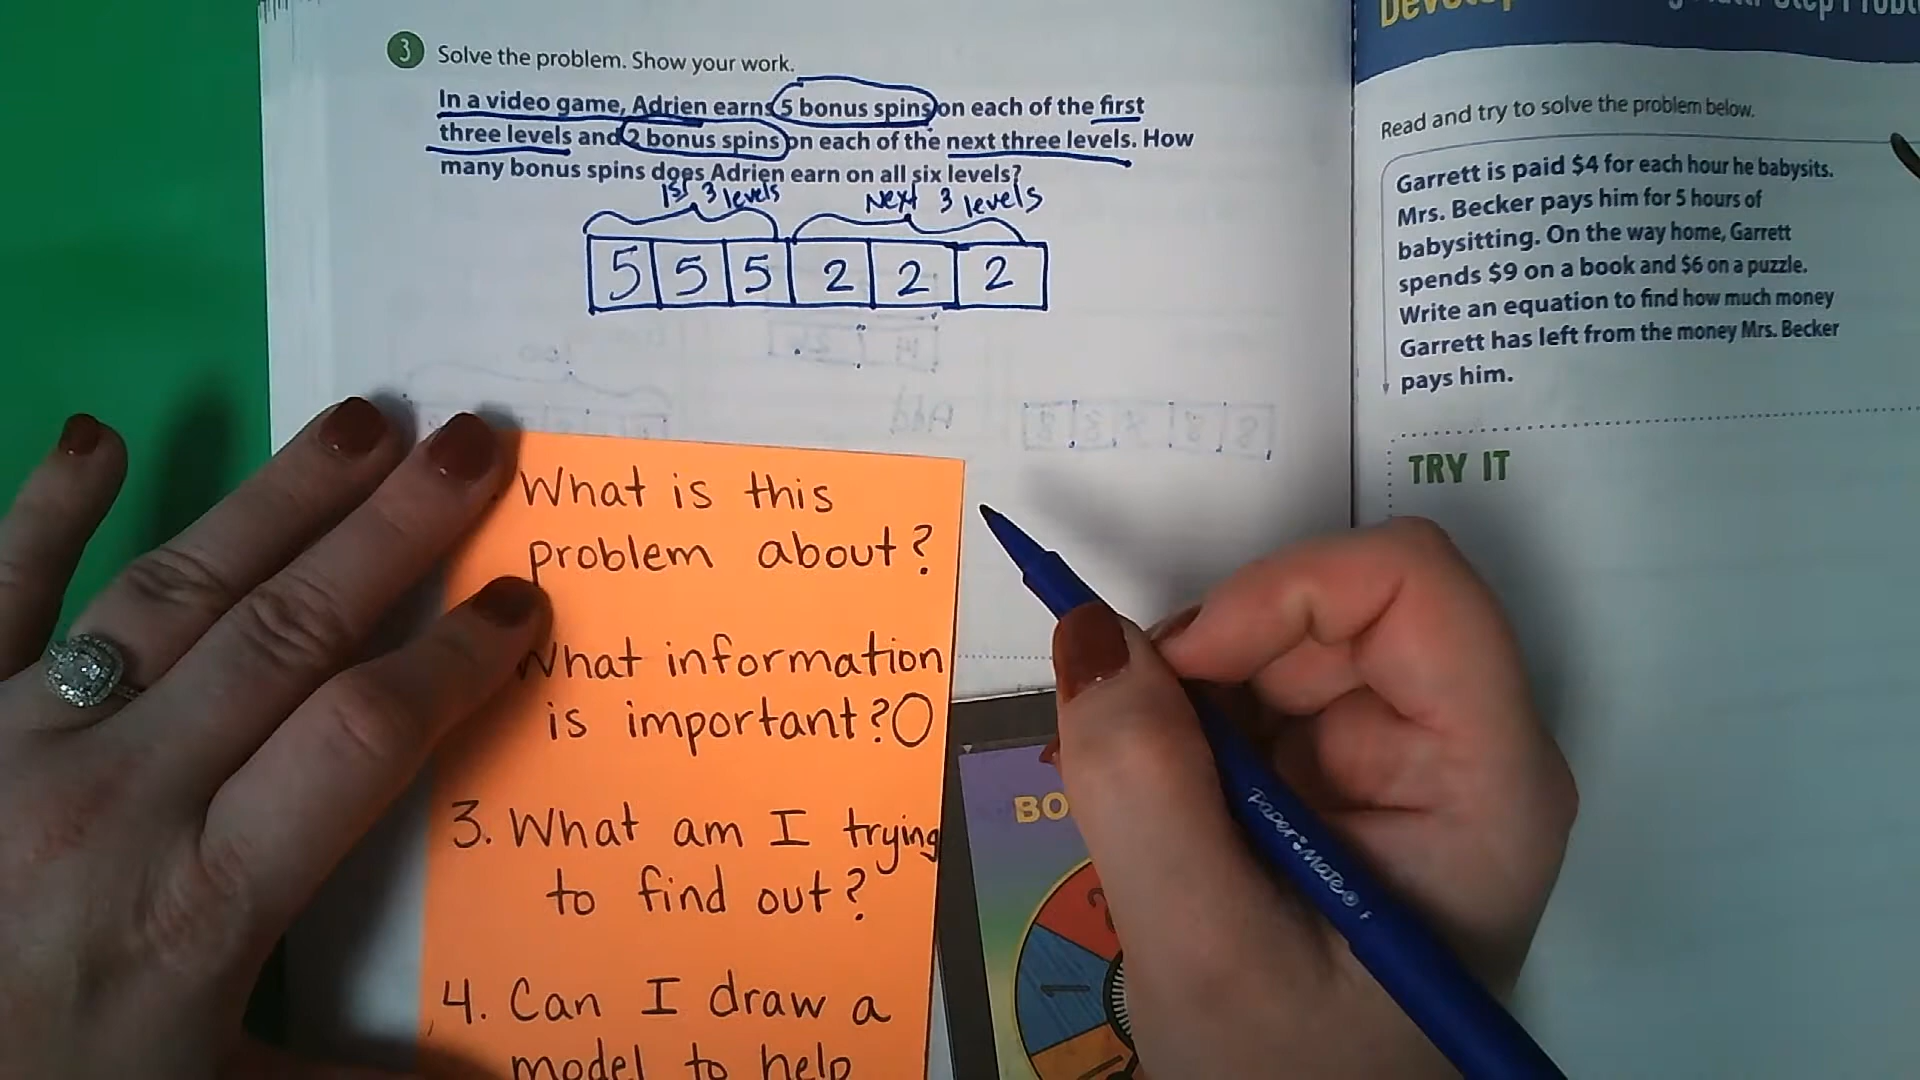 3 Solve the problem. Show your work.
In a video game, Adrien earns 5 bonus spins on each of the first
three levels and 2 bonus spins on each of the next three levels. How
many bonus spins does Adrien earn on all six levels?
1st 3 levels Next 3 levels
5 5 5 2 2 2
What is this
problem about?
What information
is important?
3. What am I trying
to find out?
4. Can I draw a
model to help
Read and try to solve the problem below.
Garrett is paid $4 for each hour he babysits.
Mrs. Becker pays him for 5 hours of
babysitting. On the way home, Garrett
spends $9 on a book and $6 on a puzzle.
Write an equation to find how much money
Garrett has left from the money Mrs. Becker
pays him.
TRY IT
BO
1
Paper Mate